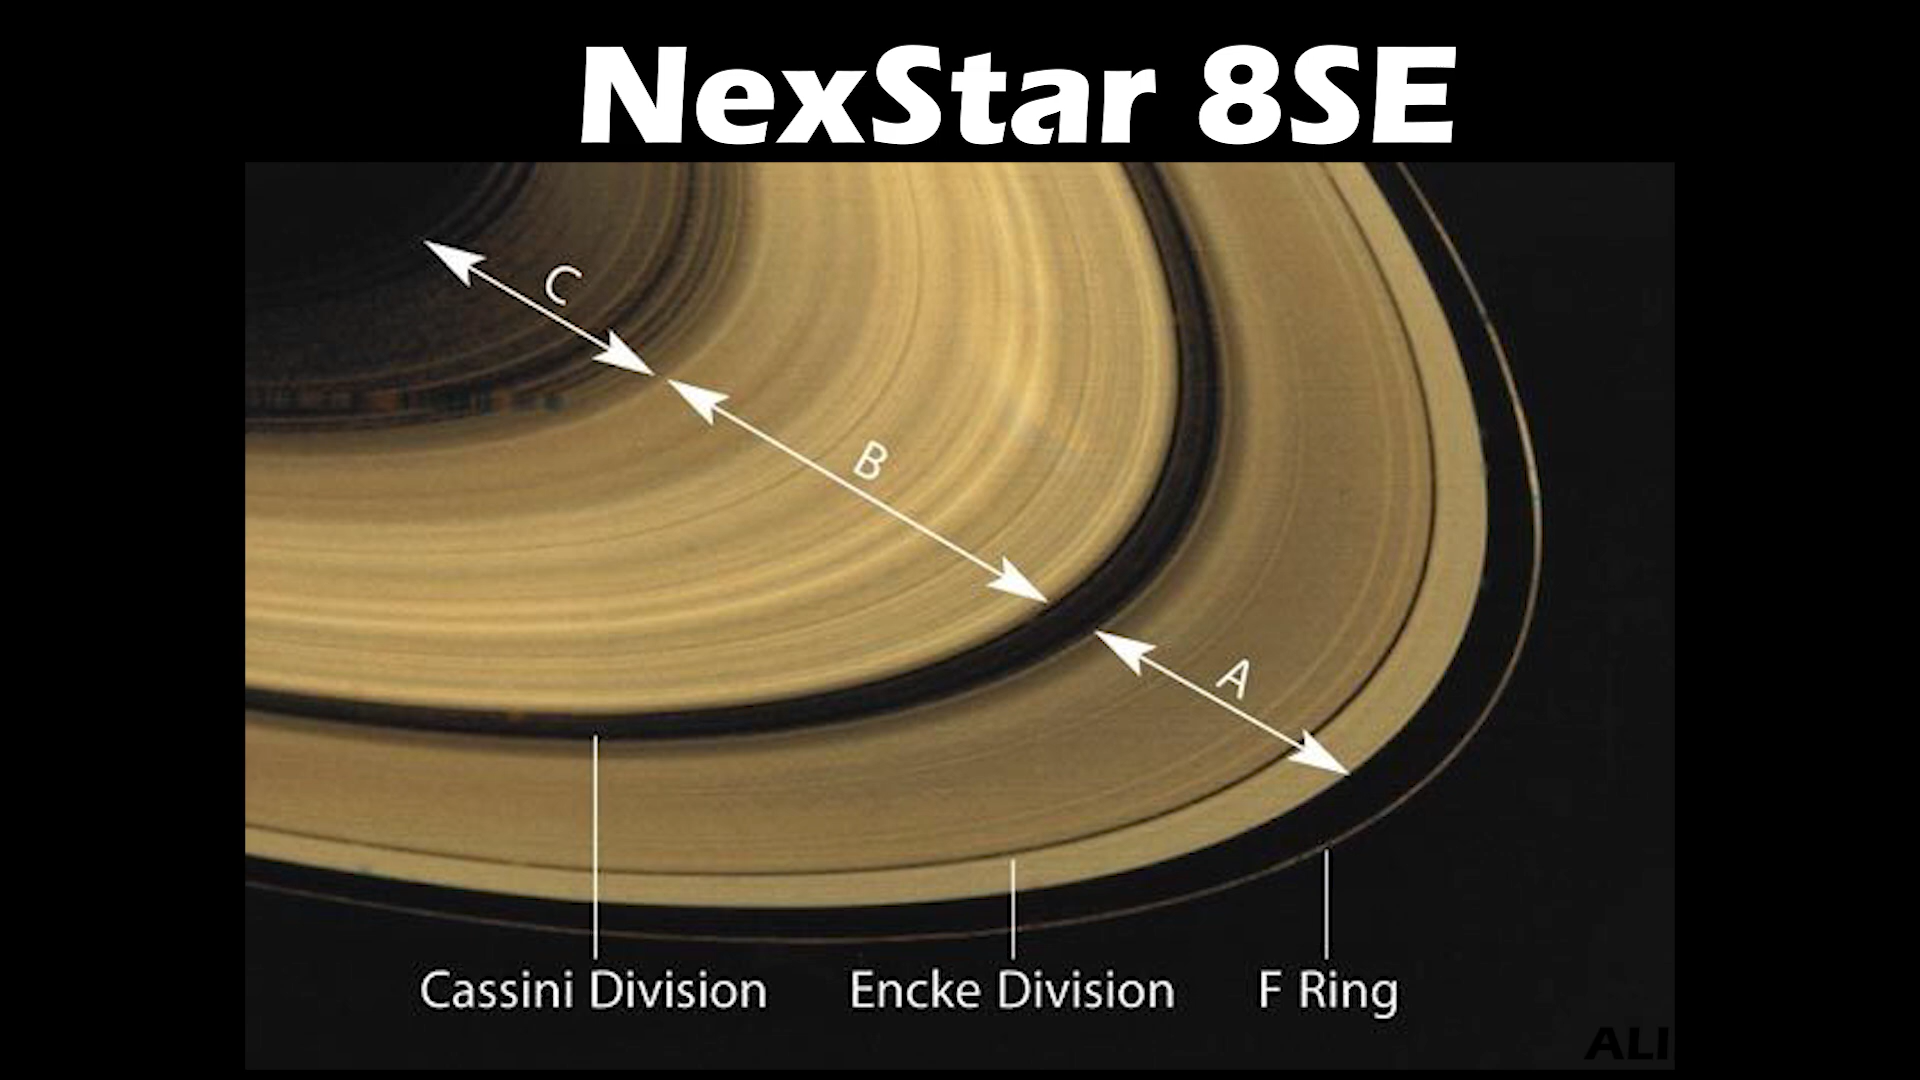 NexStar 8SE
C
B
A
Cassini Division
Encke Division
F Ring
ALI